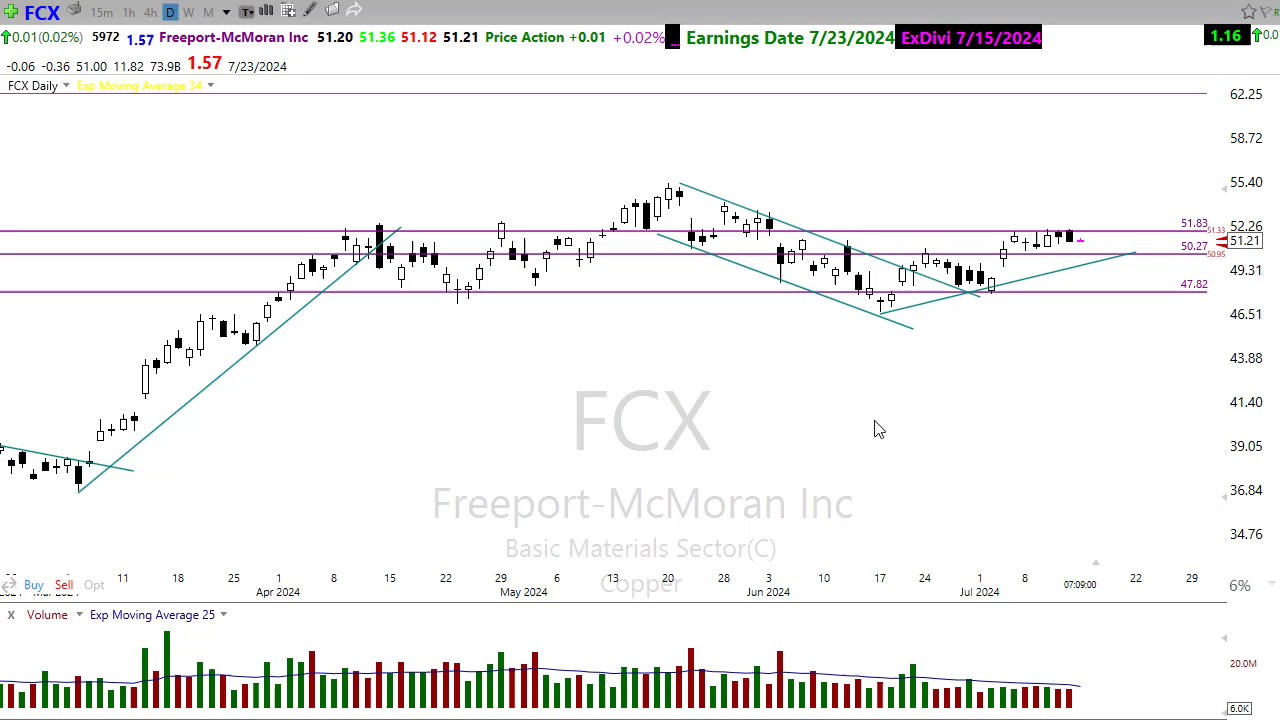 FCX 15m 1h 4h D W M T
0.01(0.02%) 5972 1.57 Freeport-McMoran Inc 51.20 51.36 51.12 51.21 Price Action +0.01 +0.02% ... Earnings Date 7/23/2024 ExDivi 7/15/2024 1.16 0.0
-0.06 -0.36 51.00 11.82 73.9B 1.57 7/23/2024
FCX Daily Exp Moving Average 34
62.25
58.72
55.40
51.83 51.33 52.26
51.21
50.27 50.95
49.31
47.82
46.51
43.88
41.40
39.05
36.84
34.76
FCX
Freeport-McMoran Inc
Basic Materials Sector(C)
Copper
Buy Sell Opt
11 18 25 1 8 15 22 29 6 13 20 28 3 10 17 24 1 8 07:09:00 22 29
Apr 2024 May 2024 Jun 2024 Jul 2024
6%
X Volume Exp Moving Average 25
20.0M
6.0K